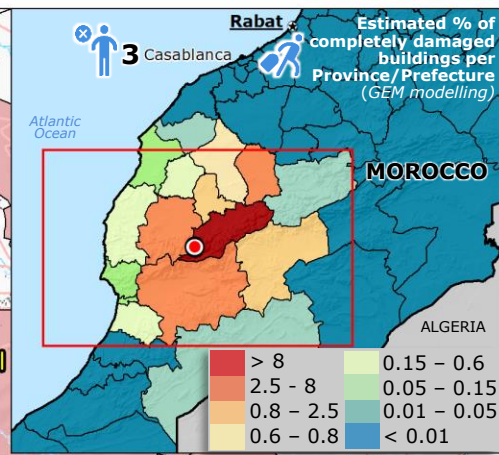 Rabat
Estimated % of
completely damaged
buildings per
Province/Prefecture
(GEM modelling)
3 Casablanca
Atlantic
Ocean
MOROCCO
ALGERIA
> 8
2.5 - 8
0.8 – 2.5
0.6 – 0.8
0.15 – 0.6
0.05 – 0.15
0.01 – 0.05
< 0.01